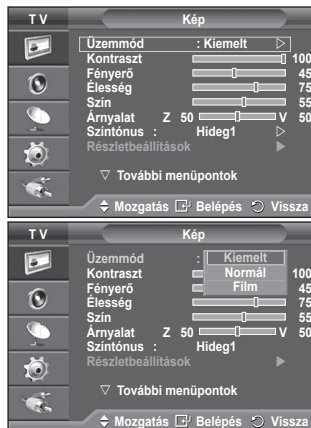 TV Kép
Üzemmód : Kiemelt
Kontraszt 100
Fényerő 45
Élesség 75
Szín 55
Árnyalat Z 50 V 50
Színtónus : Hideg1
Részletbeállítások
További menüpontok
Mozgatás Belépés Vissza
TV Kép
Üzemmód : Kiemelt
Kontraszt Normál 100
Fényerő Film 45
Élesség 75
Szín 55
Árnyalat Z 50 V 50
Színtónus : Hideg1
Részletbeállítások
További menüpontok
Mozgatás Belépés Vissza